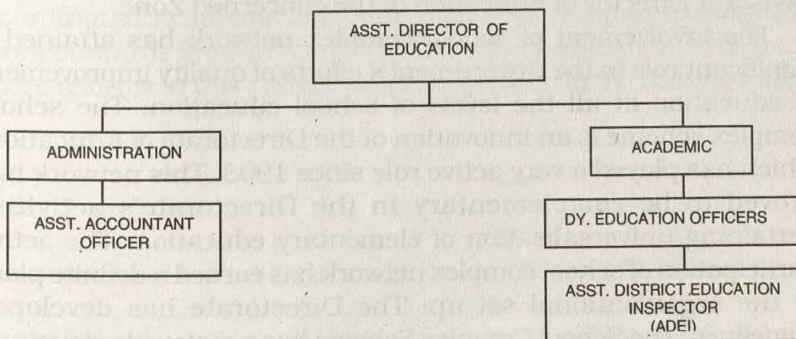 ASST. DIRECTOR OF
EDUCATION
ADMINISTRATION
ASST. ACCOUNTANT
OFFICER
ACADEMIC
DY. EDUCATION OFFICERS
ASST. DISTRICT EDUCATION
INSPECTOR
(ADEI)